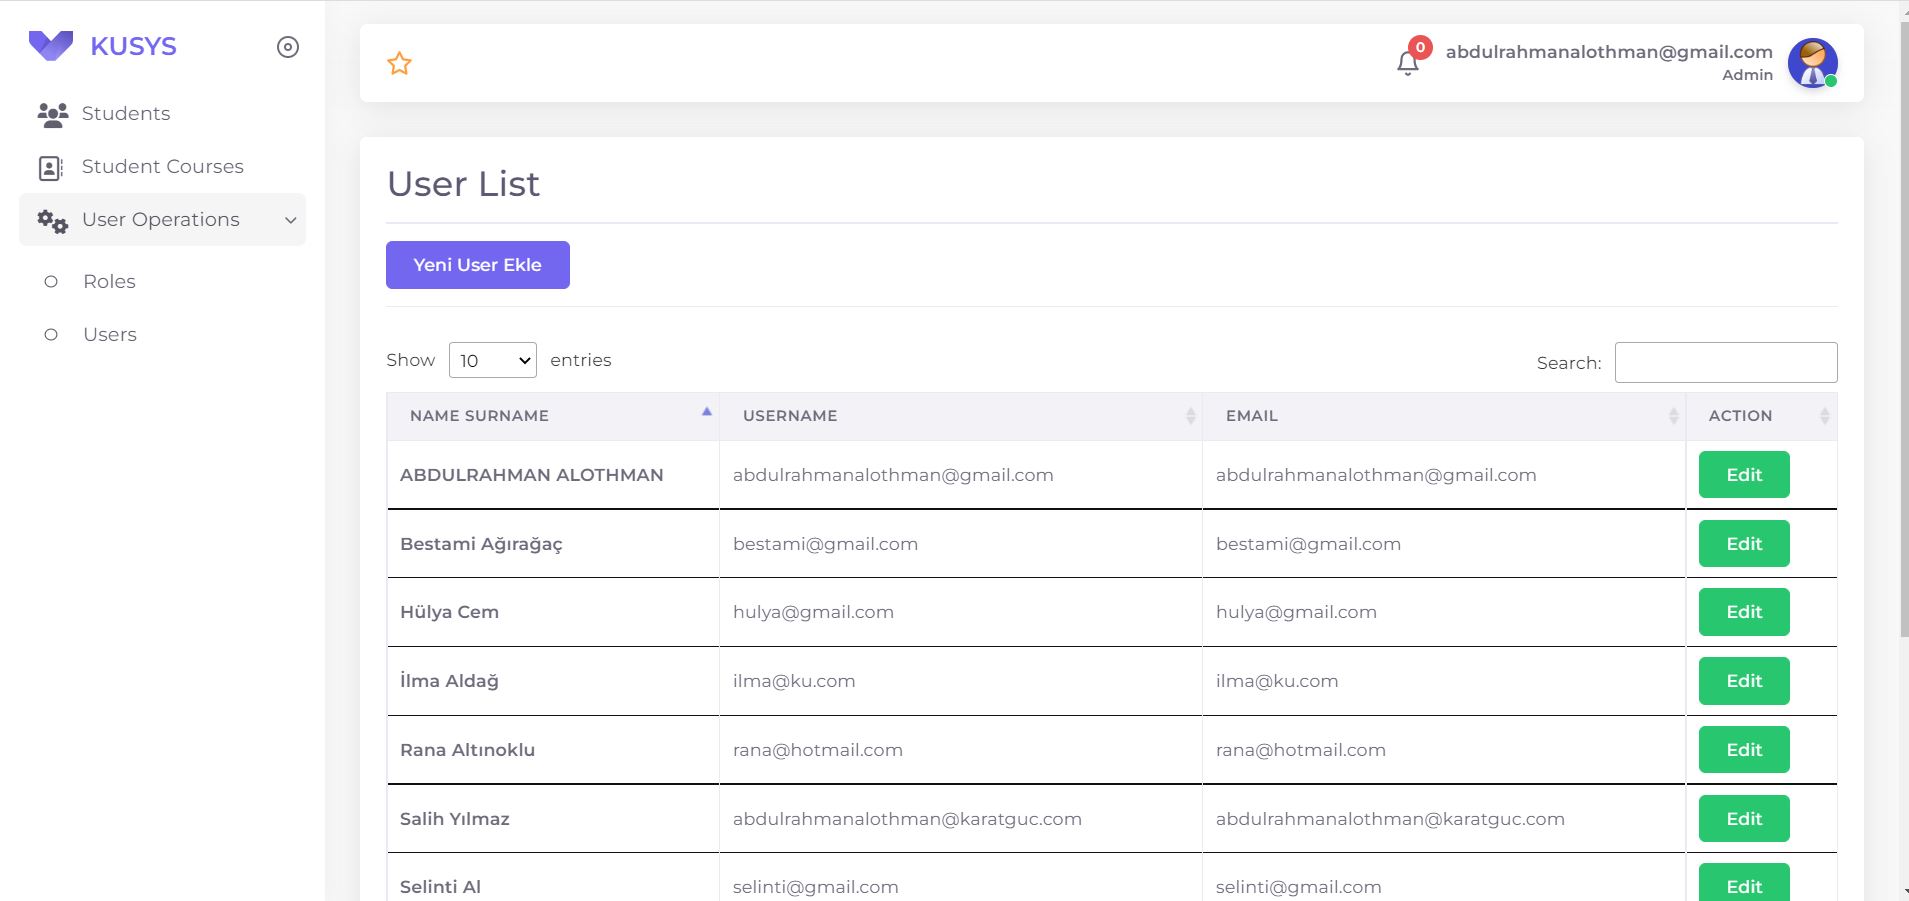 KUSYS
Students
Student Courses
User Operations
Roles
Users
0
abdulrahmanalothman@gmail.com
Admin
User List
Yeni User Ekle
Show 10 entries
Search:
NAME SURNAME USERNAME EMAIL ACTION
ABDULRAHMAN ALOTHMAN abdulrahmanalothman@gmail.com abdulrahmanalothman@gmail.com Edit
Bestami Ağırağaç bestami@gmail.com bestami@gmail.com Edit
Hülya Cem hulya@gmail.com hulya@gmail.com Edit
İlma Aldağ ilma@ku.com ilma@ku.com Edit
Rana Altınoklu rana@hotmail.com rana@hotmail.com Edit
Salih Yılmaz abdulrahmanalothman@karatguc.com abdulrahmanalothman@karatguc.com Edit
Selinti Al selinti@gmail.com selinti@gmail.com Edit